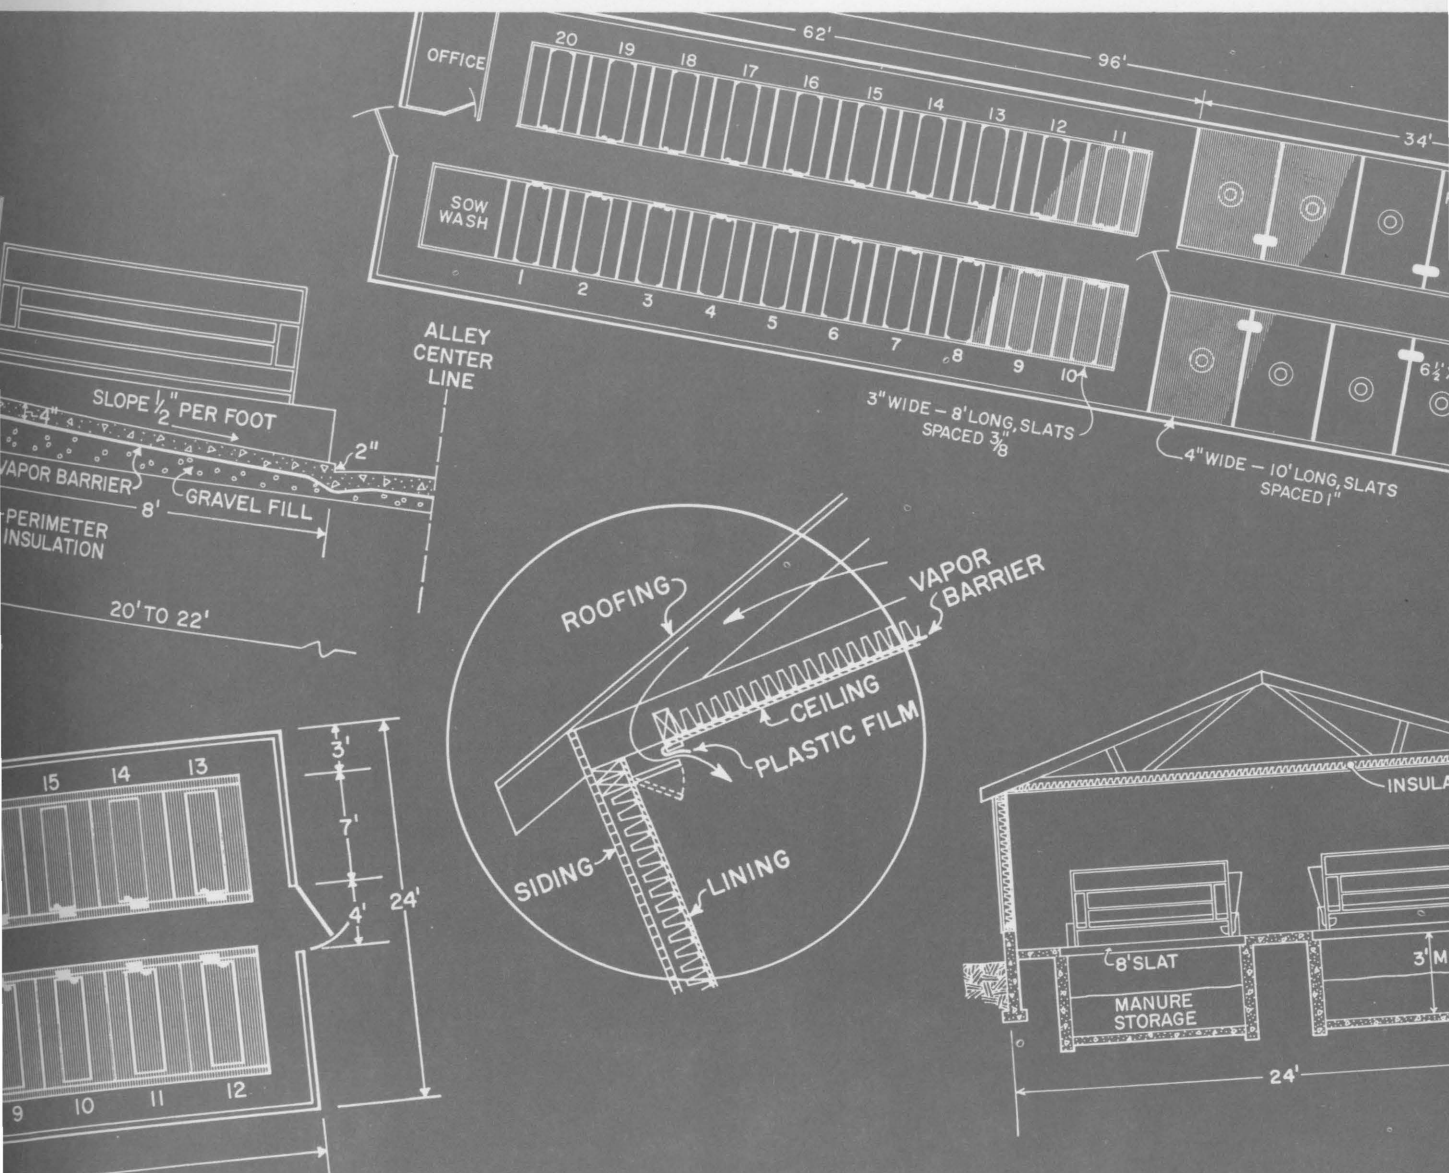 62'
96'
34'
OFFICE
20
19
18
17
16
15
14
13
12
11
SOW
WASH
1
2
3
4
5
6
7
8
9
10
3" WIDE – 8' LONG, SLATS
SPACED 3/8"
4" WIDE – 10' LONG, SLATS
SPACED 1"
6½'
ALLEY
CENTER
LINE
SLOPE ½" PER FOOT
4"
2"
VAPOR BARRIER
GRAVEL FILL
8'
PERIMETER
INSULATION
20' TO 22'
ROOFING
VAPOR
BARRIER
CEILING
PLASTIC FILM
SIDING
LINING
15
14
13
3'
7'
4'
24'
9
10
11
12
INSULA
8' SLAT
MANURE
STORAGE
3' M
24'